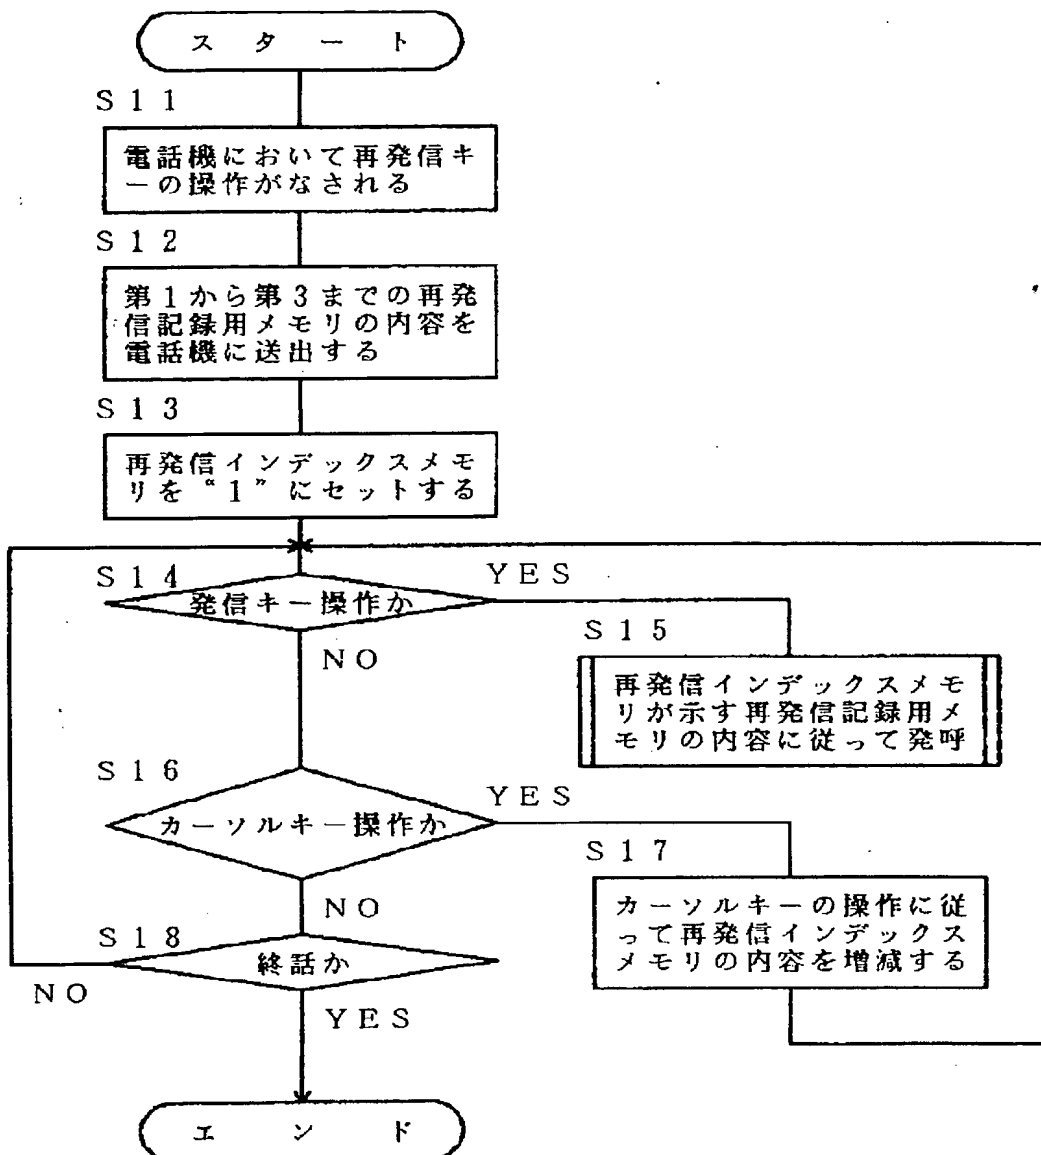 スタート
S11
電話機において再発信キ
ーの操作がなされる
S12
第1から第3までの再発
信記録用メモリの内容を
電話機に送出する
S13
再発信インデックスメモ
リを“1”にセットする
S14
発信キー操作か
YES
NO
S15
再発信インデックスメモ
リが示す再発信記録用メ
モリの内容に従って発呼
S16
カーソルキー操作か
YES
NO
S17
カーソルキーの操作に従
って再発信インデックス
メモリの内容を増減する
S18
終話か
NO
YES
エンド